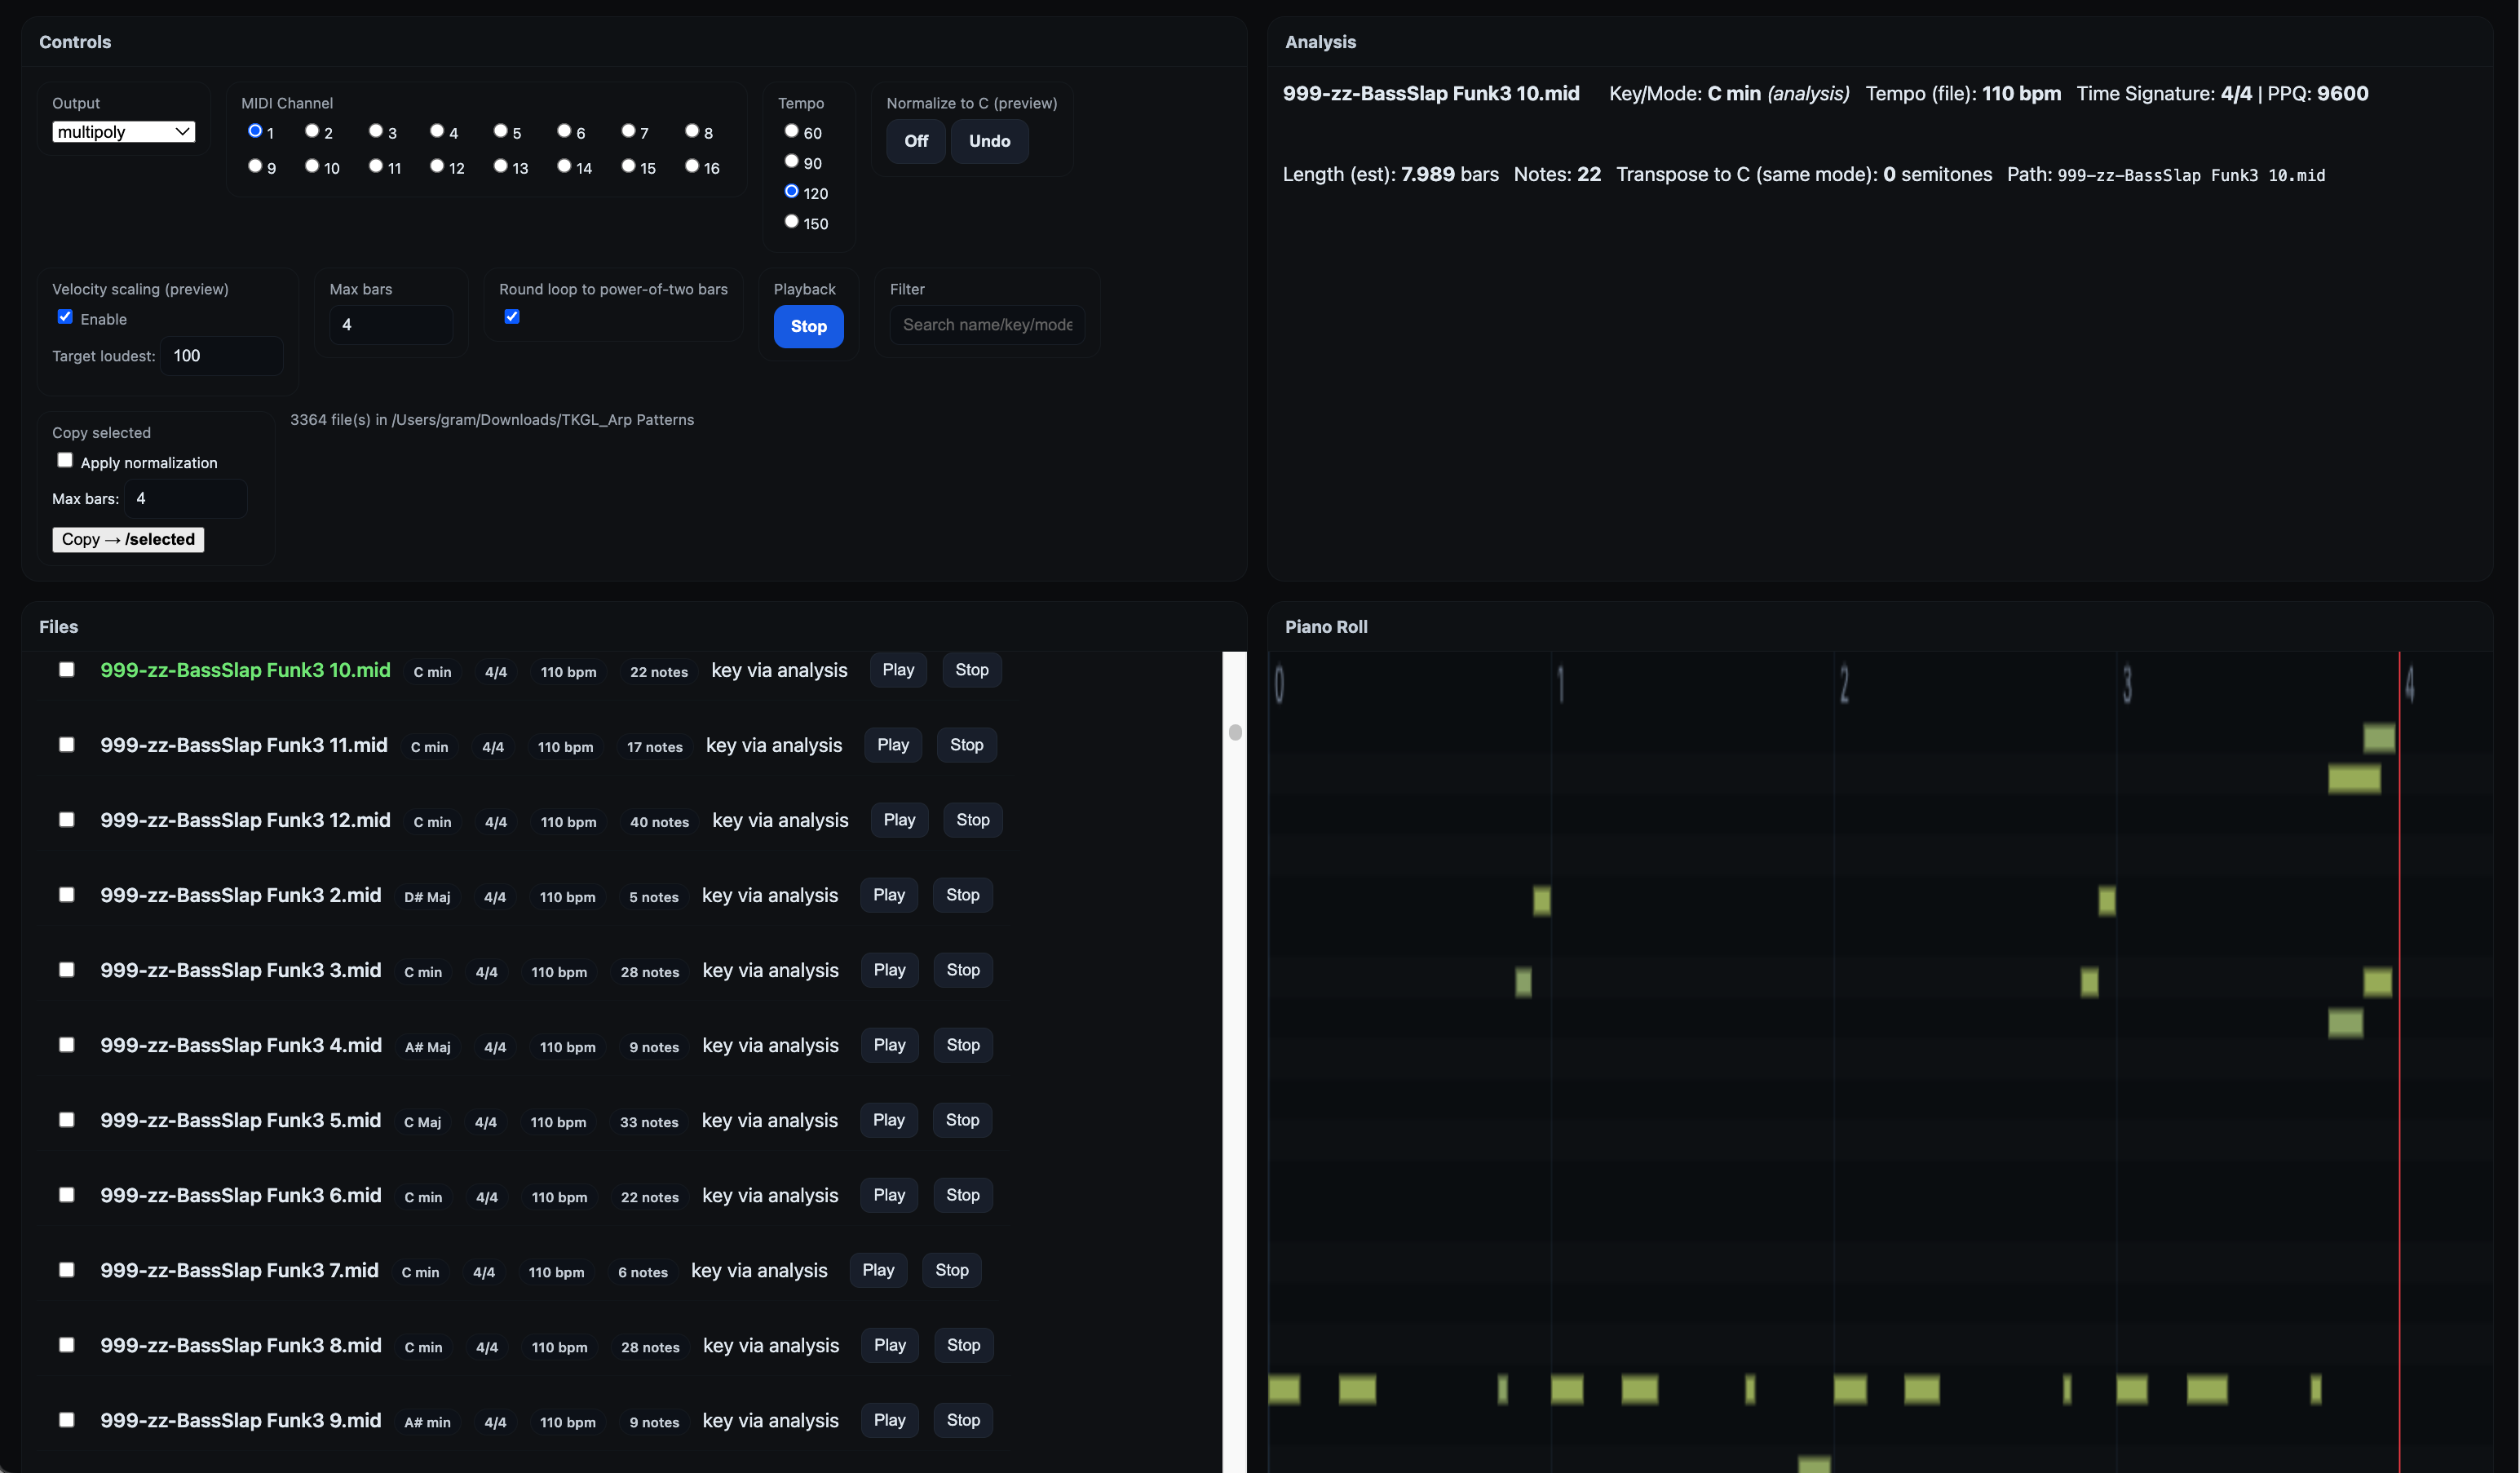 Controls
Output
multipoly
MIDI Channel
1 2 3 4 5 6 7 8
9 10 11 12 13 14 15 16
Tempo
60
90
120
150
Normalize to C (preview)
Off Undo
Velocity scaling (preview)
Enable
Target loudest: 100
Max bars
4
Round loop to power-of-two bars
Playback
Stop
Filter
Search name/key/mode
Copy selected
Apply normalization
Max bars: 4
Copy → /selected
3364 file(s) in /Users/gram/Downloads/TKGL_Arp Patterns
Analysis
999-zz-BassSlap Funk3 10.mid Key/Mode: C min (analysis) Tempo (file): 110 bpm Time Signature: 4/4 | PPQ: 9600
Length (est): 7.989 bars Notes: 22 Transpose to C (same mode): 0 semitones Path: 999-zz-BassSlap Funk3 10.mid
Files
999-zz-BassSlap Funk3 10.mid C min 4/4 110 bpm 22 notes key via analysis Play Stop
999-zz-BassSlap Funk3 11.mid C min 4/4 110 bpm 17 notes key via analysis Play Stop
999-zz-BassSlap Funk3 12.mid C min 4/4 110 bpm 40 notes key via analysis Play Stop
999-zz-BassSlap Funk3 2.mid D# Maj 4/4 110 bpm 5 notes key via analysis Play Stop
999-zz-BassSlap Funk3 3.mid C min 4/4 110 bpm 28 notes key via analysis Play Stop
999-zz-BassSlap Funk3 4.mid A# Maj 4/4 110 bpm 9 notes key via analysis Play Stop
999-zz-BassSlap Funk3 5.mid C Maj 4/4 110 bpm 33 notes key via analysis Play Stop
999-zz-BassSlap Funk3 6.mid C min 4/4 110 bpm 22 notes key via analysis Play Stop
999-zz-BassSlap Funk3 7.mid C min 4/4 110 bpm 6 notes key via analysis Play Stop
999-zz-BassSlap Funk3 8.mid C min 4/4 110 bpm 28 notes key via analysis Play Stop
999-zz-BassSlap Funk3 9.mid A# min 4/4 110 bpm 9 notes key via analysis Play Stop
Piano Roll
0 1 2 3 4